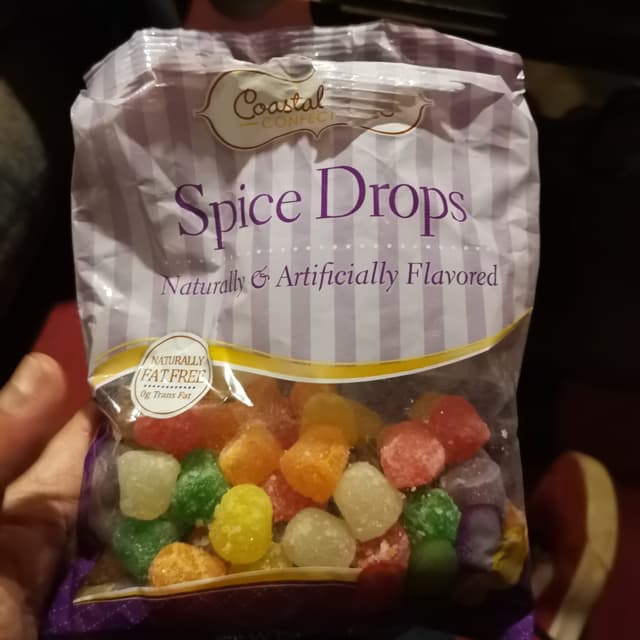 Coastal
Spice Drops
Naturally & Artificially Flavored
NATURALLY
FAT FREE
0g Trans Fat